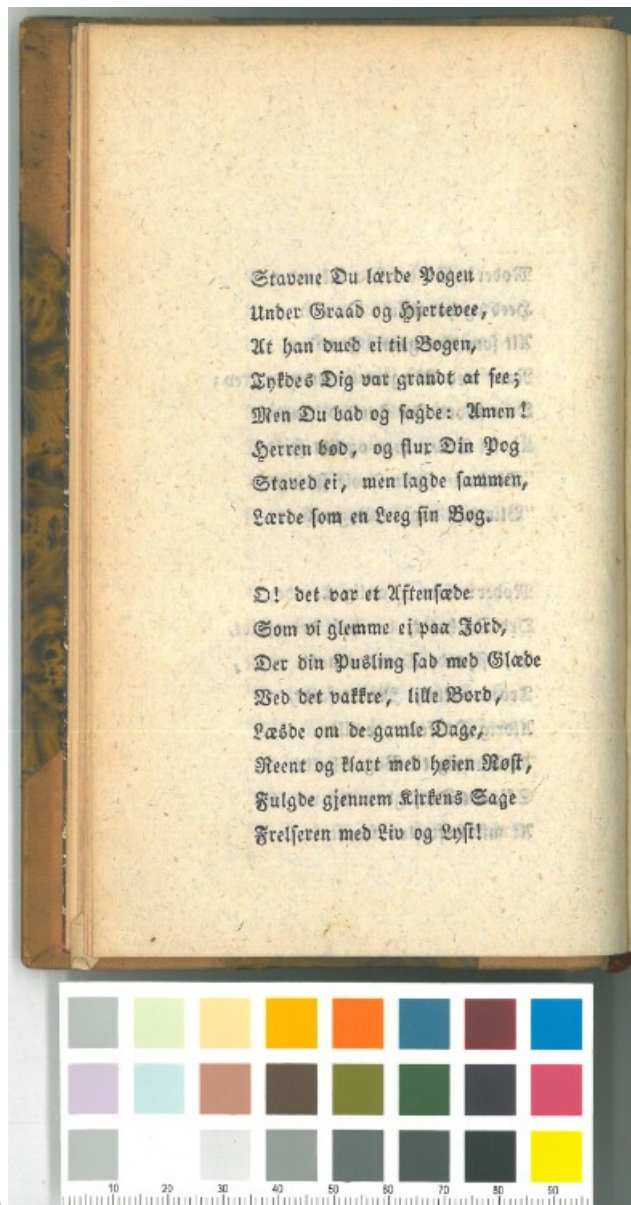 Stavene Du lærde Pogen
Under Graad og Hjertevee,
At han dued ei til Bogen,
Tyktes Dig var grandt at see;
Men Du bad og sagde: Amen!
Herren bød, og flux Din Pog
Staved ei, men lagde sammen,
Lærde som en Leeg sin Bog.

O! det var et Aftensæde
Som vi glemme ei paa Jord,
Der din Pusling sad med Glæde
Ved det vakkre, lille Bord,
Læsde om de gamle Dage,
Reent og klart med høien Røst,
Fulgde gjennem Kirkens Sage
Frelseren med Liv og Lyst!

10 20 30 40 50 60 70 80 90